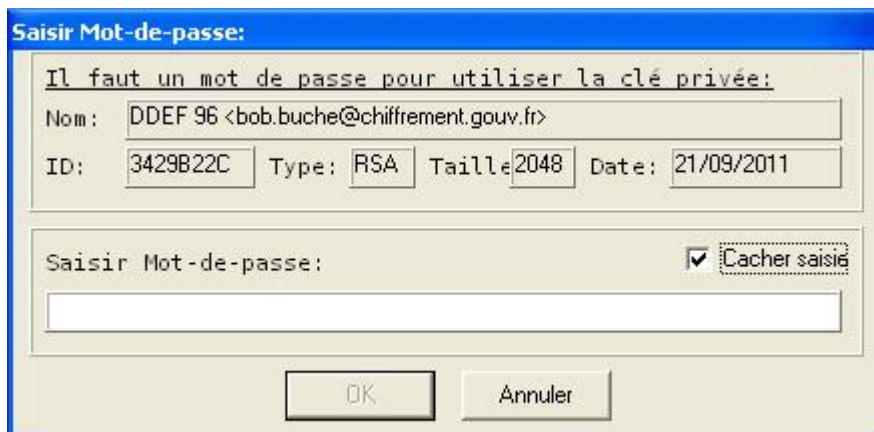 Saisir Mot-de-passe:
Il faut un mot de passe pour utiliser la clé privée:
Nom: DDEF 96 <bob.buche@chiffrement.gouv.fr>
ID: 3429B22C Type: RSA Taille 2048 Date: 21/09/2011
Saisir Mot-de-passe: Cacher saisie
OK Annuler